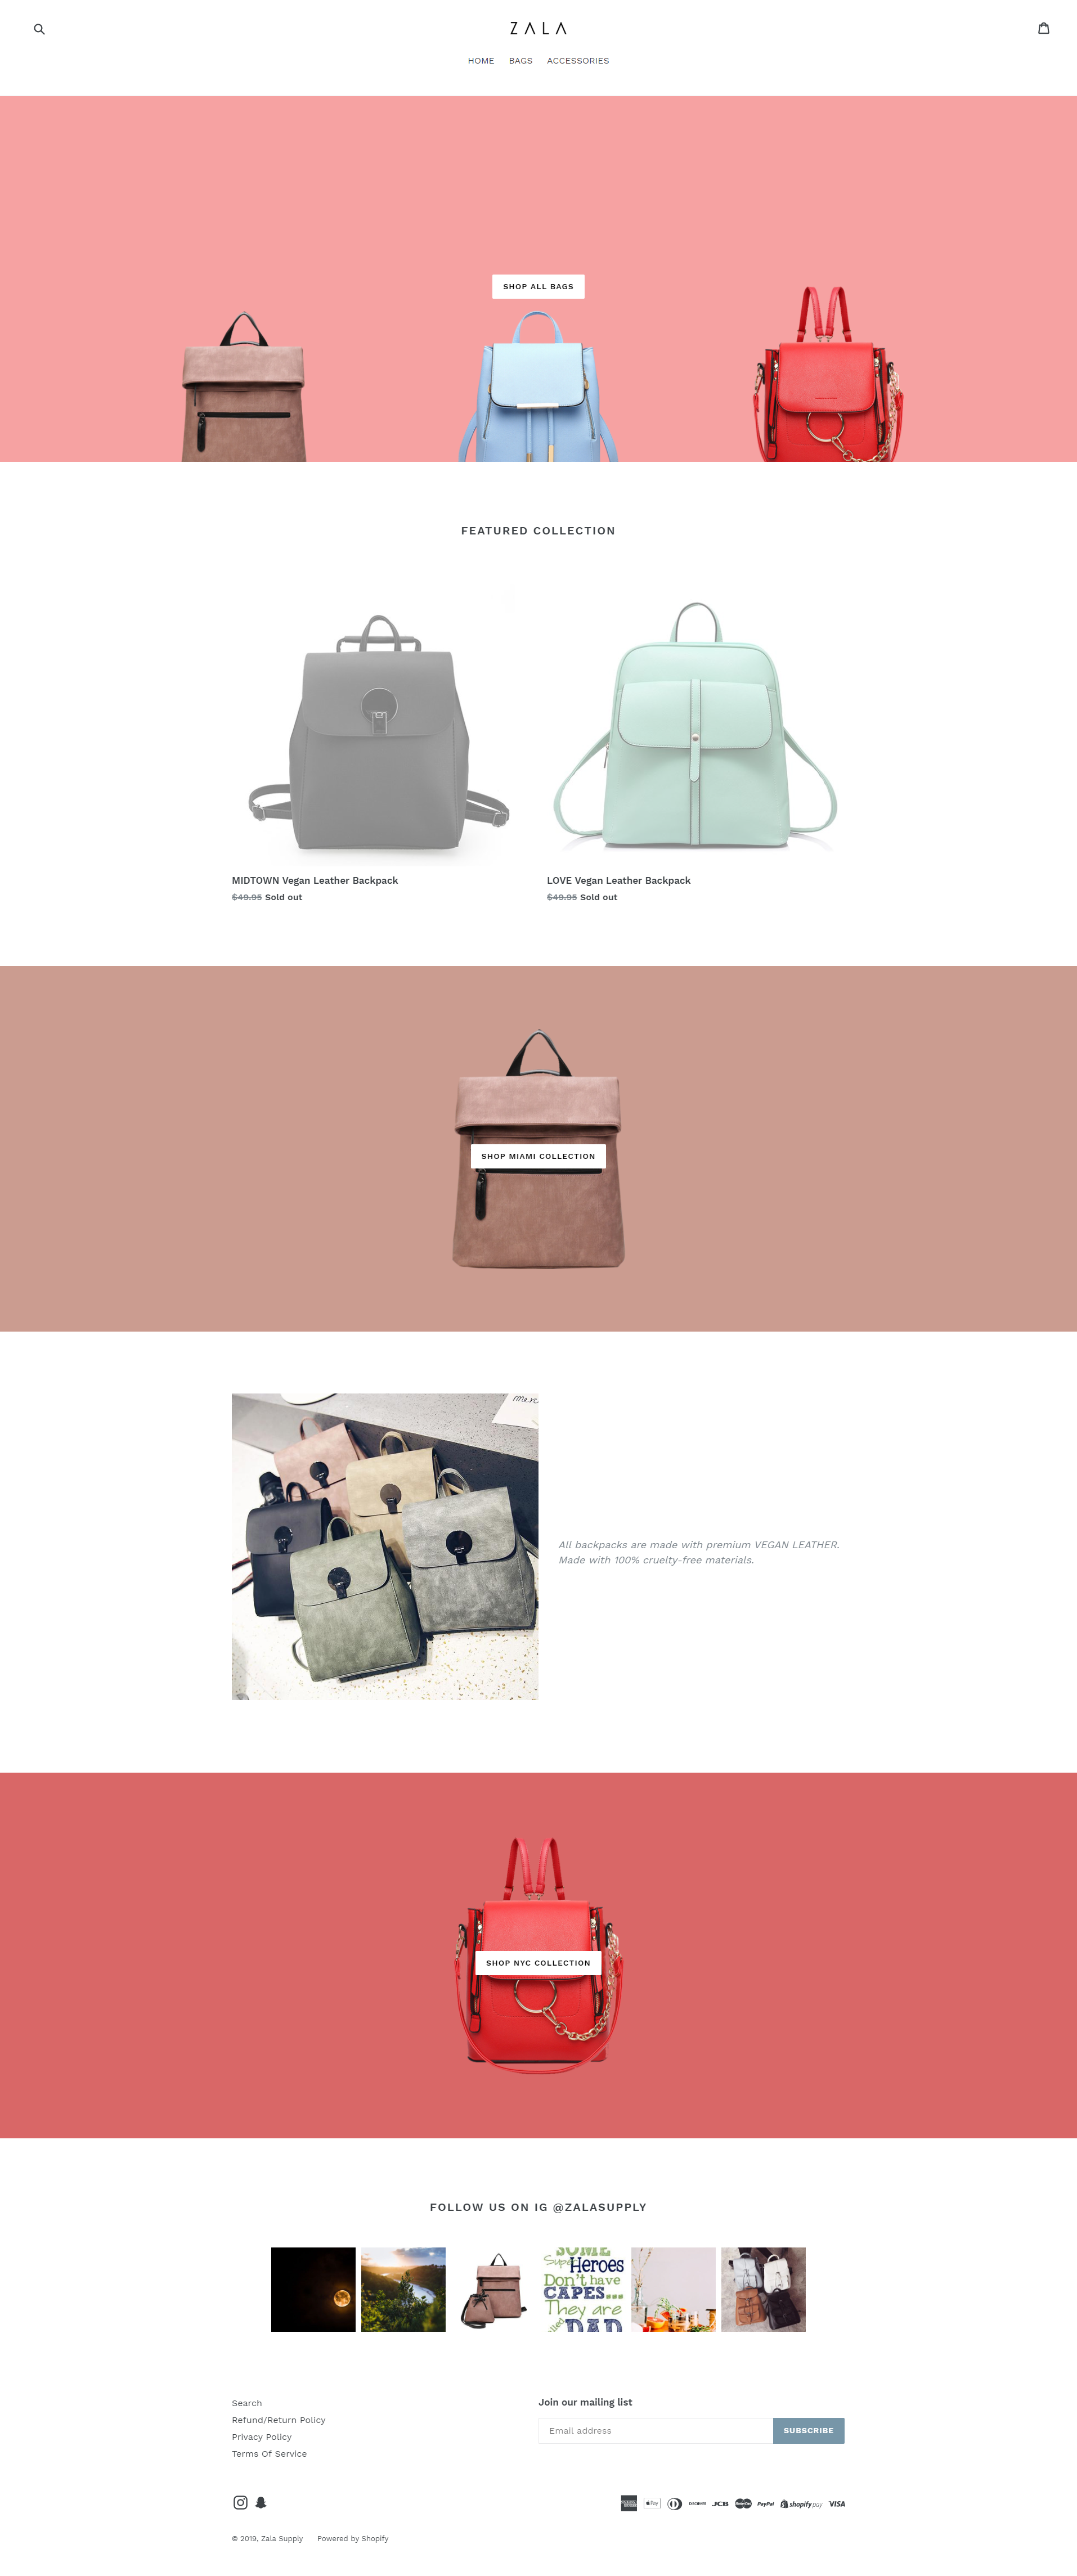 ZALA
HOME BAGS ACCESSORIES
SHOP ALL BAGS
FEATURED COLLECTION
MIDTOWN Vegan Leather Backpack
$49.95 Sold out
LOVE Vegan Leather Backpack
$49.95 Sold out
SHOP MIAMI COLLECTION
All backpacks are made with premium VEGAN LEATHER.
Made with 100% cruelty-free materials.
SHOP NYC COLLECTION
FOLLOW US ON IG @ZALASUPPLY
SOME
Super Heroes
Don't have
CAPES...
They are
DAD
Search
Refund/Return Policy
Privacy Policy
Terms Of Service
Join our mailing list
Email address
SUBSCRIBE
Pay DISCOVER JCB MasterCard PayPal shopify pay VISA
© 2019, Zala Supply Powered by Shopify